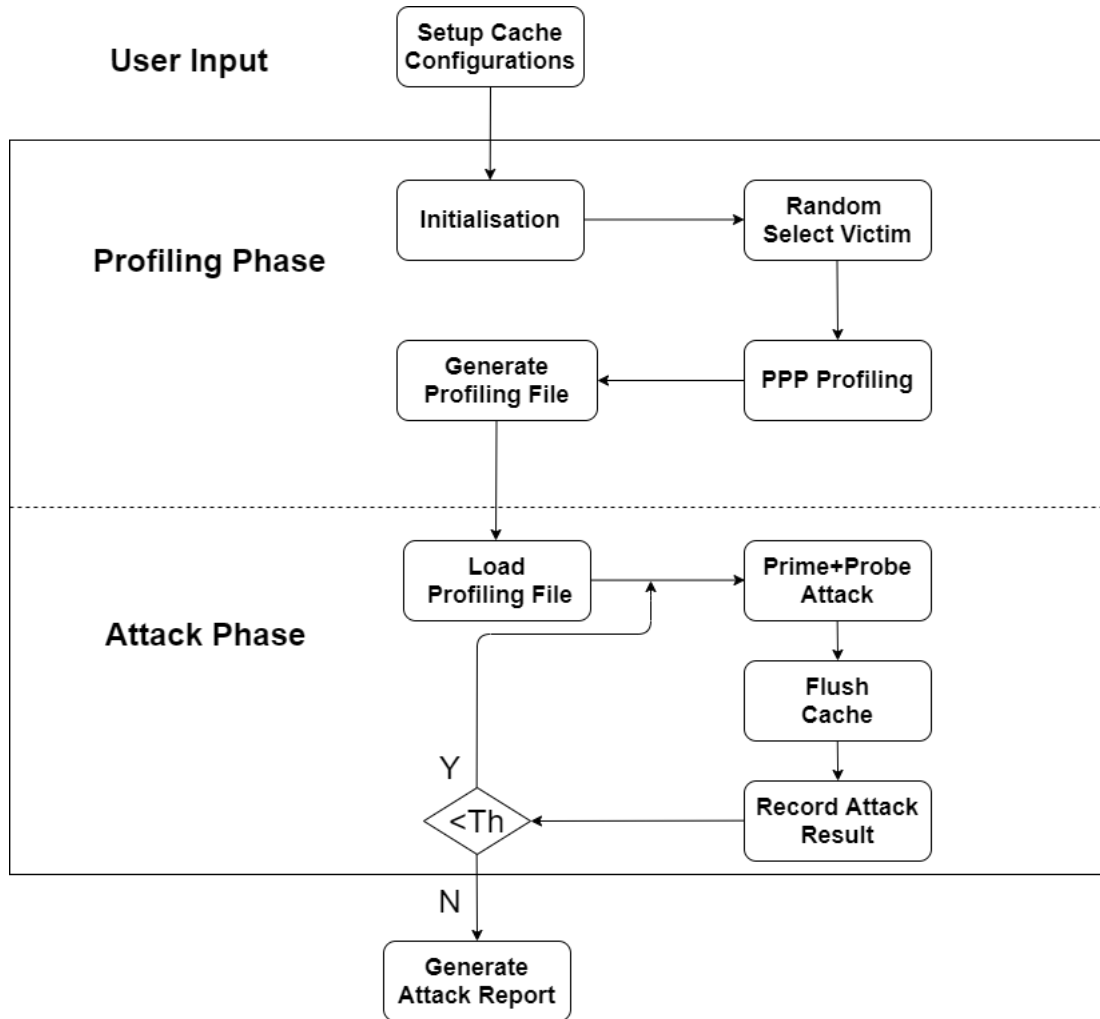 User Input
Setup Cache
Configurations
Profiling Phase
Initialisation
Random
Select Victim
Generate
Profiling File
PPP Profiling
Attack Phase
Load
Profiling File
Prime+Probe
Attack
Flush
Cache
Y
<Th
Record Attack
Result
N
Generate
Attack Report